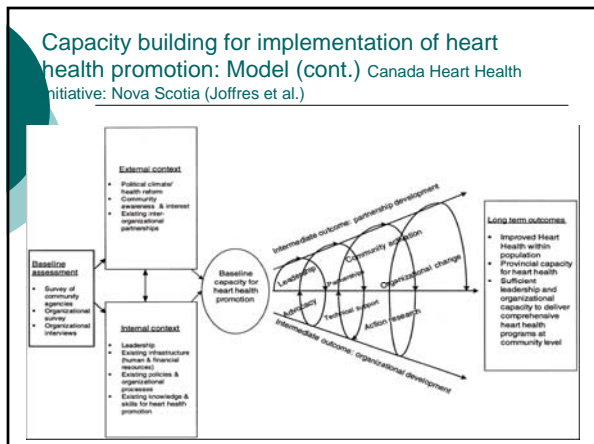 Capacity building for implementation of heart
health promotion: Model (cont.) Canada Heart Health
Initiative: Nova Scotia (Joffres et al.)
External context
• Political climate/
health reform
• Community
awareness & interest
• Existing inter-
organizational
partnerships
Baseline
assessment
• Survey of
community
agencies
• Organizational
survey
• Organizational
Interviews
Internal context
• Leadership
• Existing infrastructure
(human & financial
resources)
• Existing policies &
organizational
processes
• Existing knowledge &
skills for heart health
promotion
Baseline
capacity for
heart health
promotion
Intermediate outcome: partnership development
Leadership
Partnerships
Community activation
Organizational change
Advocacy
Technical support
Action research
Intermediate outcome: organizational development
Long term outcomes
• Improved Heart
Health within
population
• Provincial capacity
for heart health
• Sufficient
leadership and
organizational
capacity to deliver
comprehensive
heart health
programs at
community level